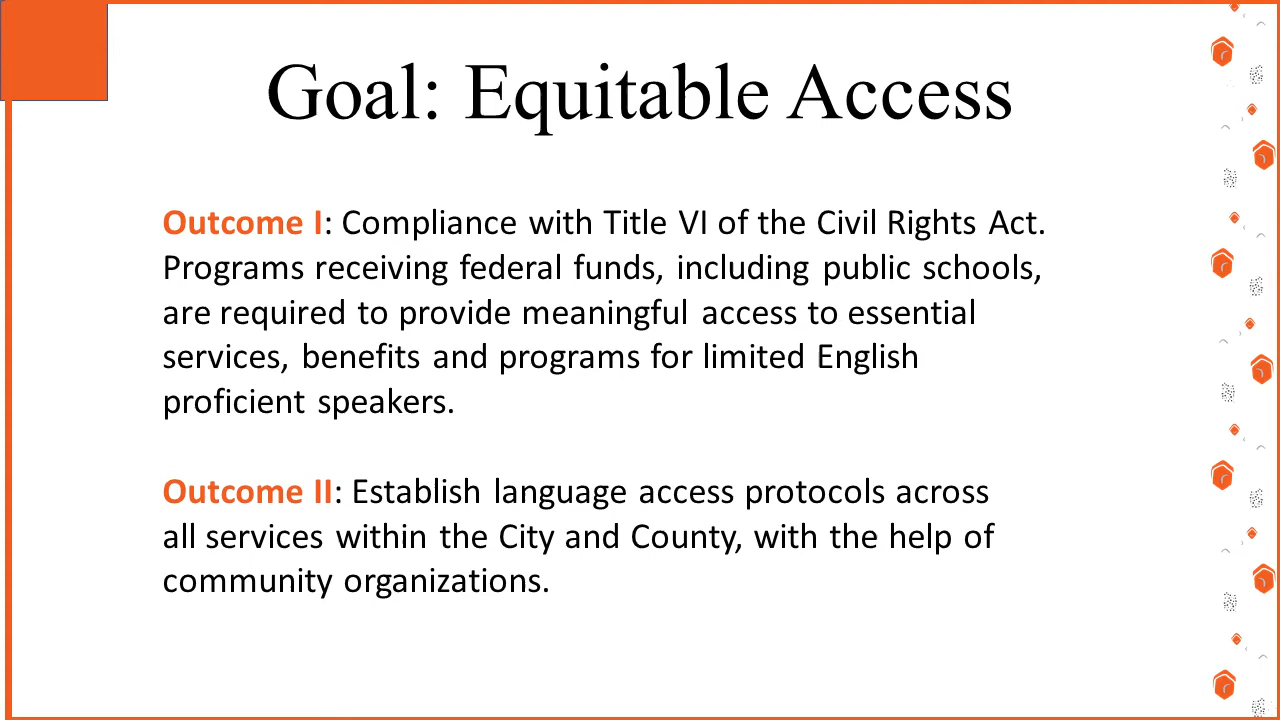 Goal: Equitable Access
Outcome I: Compliance with Title VI of the Civil Rights Act.
Programs receiving federal funds, including public schools,
are required to provide meaningful access to essential
services, benefits and programs for limited English
proficient speakers.
Outcome II: Establish language access protocols across
all services within the City and County, with the help of
community organizations.